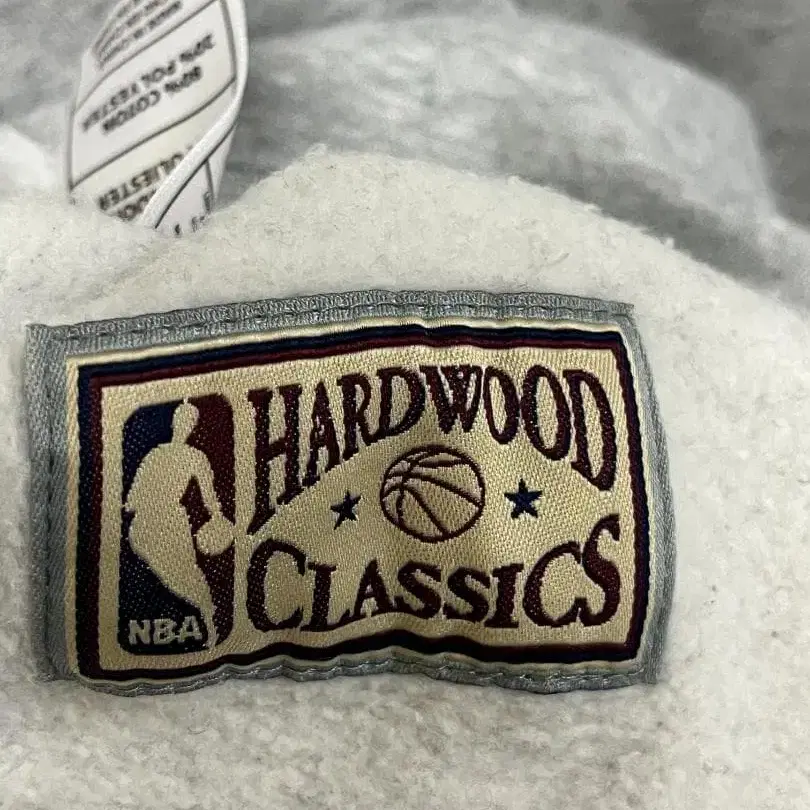 80% COTTON
20% POLYESTER
HARDWOOD
CLASSICS
NBA